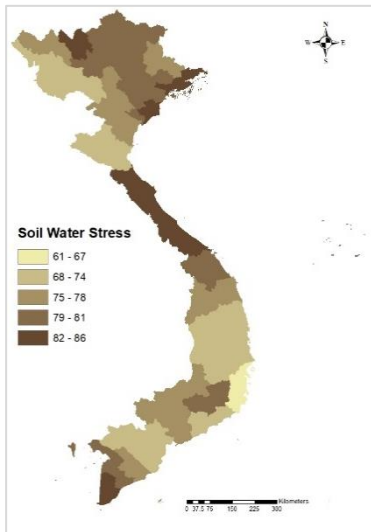 N
W E
S
Soil Water Stress
61 - 67
68 - 74
75 - 78
79 - 81
82 - 86
Kilometers
0 37.5 75 150 225 300